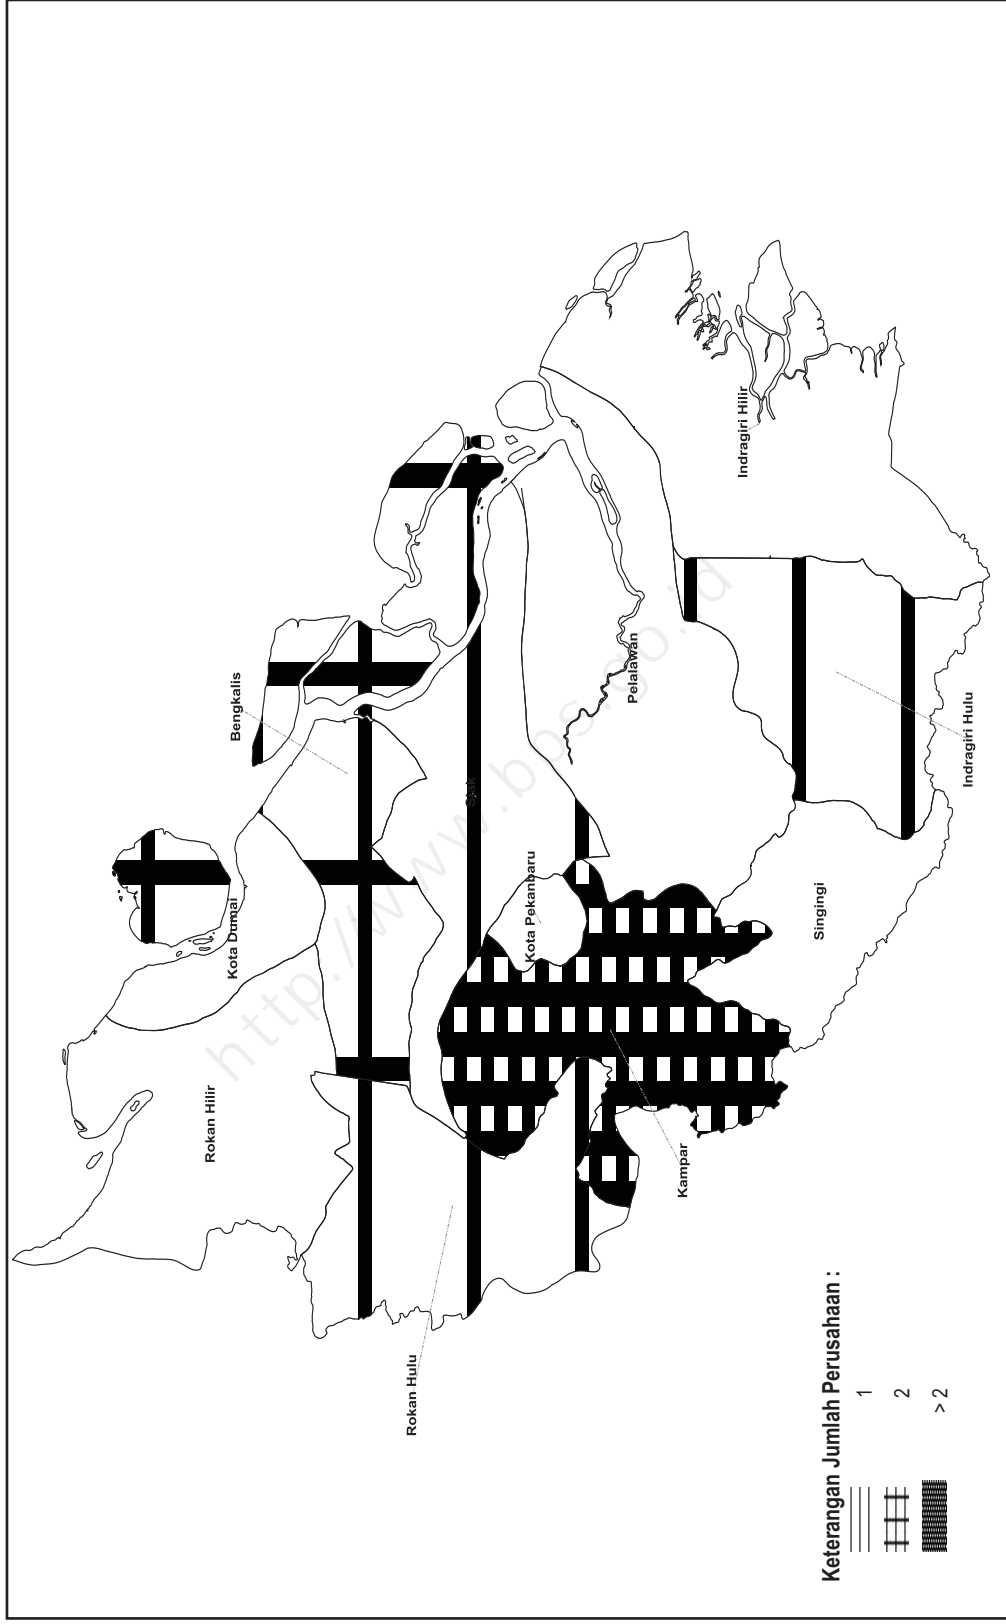 Rokan Hilir
Kota Dumai
Bengkalis
Rokan Hulu
Siak
Kota Pekanbaru
Kampar
Pelalawan
Indragiri Hilir
Singingi
Indragiri Hulu
Keterangan Jumlah Perusahaan :
1
2
> 2
http://www.bps.go.id